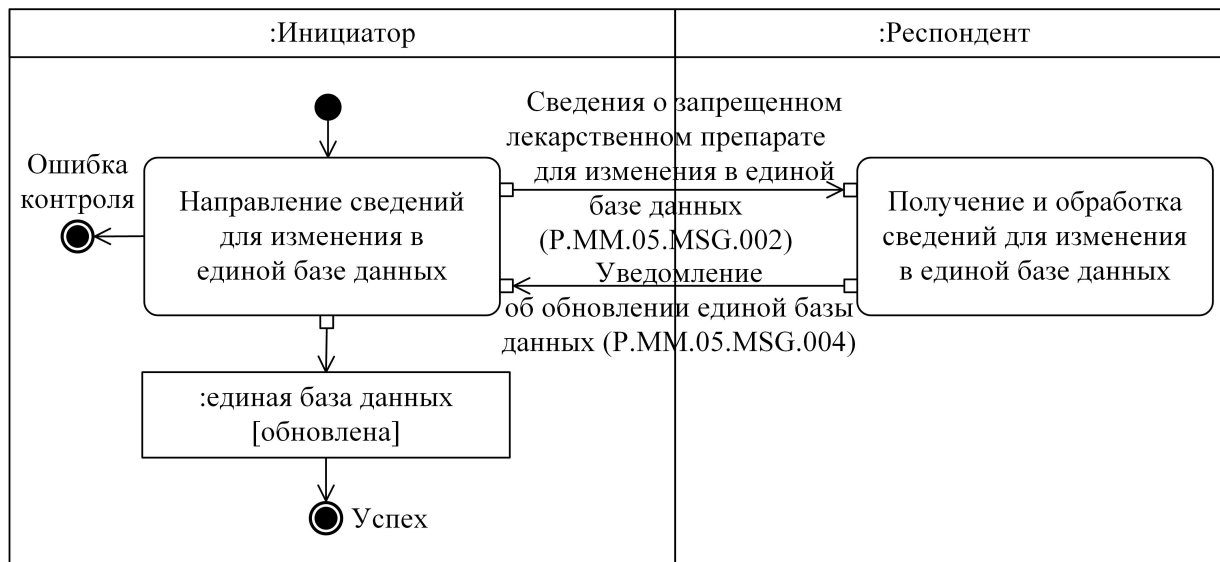 :Инициатор
:Респондент
Сведения о запрещенном
лекарственном препарате
для изменения в единой
базе данных
(P.MM.05.MSG.002)
Ошибка
контроля
Направление сведений
для изменения в
единой базе данных
Получение и обработка
сведений для изменения
в единой базе данных
Уведомление
об обновлении единой базы
данных (P.MM.05.MSG.004)
:единая база данных
[обновлена]
Успех